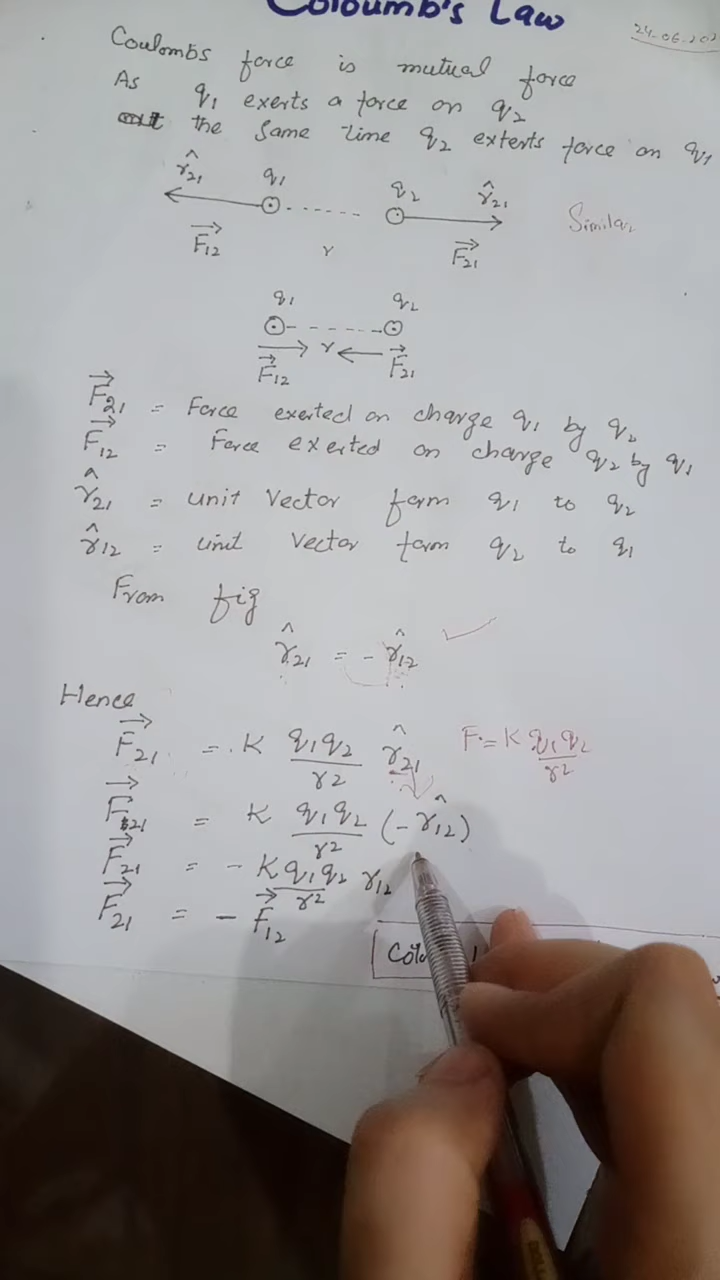 Coloumb's Law
24-06-202
Coulombs force is mutual force
As q₁ exerts a force on q₂
the same line q₂ exterts force on q₁
r̂₂₁ q₁ q₂ r̂₂₁
F⃗₁₂ r F⃗₂₁
q₁ q₂
r
F⃗₁₂ F⃗₂₁
F⃗₂₁ = Force exerted on charge q₁ by q₂
F⃗₁₂ = Force exerted on charge q₂ by q₁
r̂₂₁ = unit Vector form q₁ to q₂
r̂₁₂ = unit Vector form q₂ to q₁
From fig
r̂₂₁ = - r̂₁₂
Hence
F⃗₂₁ = K q₁q₂/r² r̂₂₁ F = K q₁q₂/r²
F⃗₂₁ = K q₁q₂/r² (- r̂₁₂)
F⃗₂₁ = - K q₁q₂/r² r₁₂
F⃗₂₁ = - F⃗₁₂